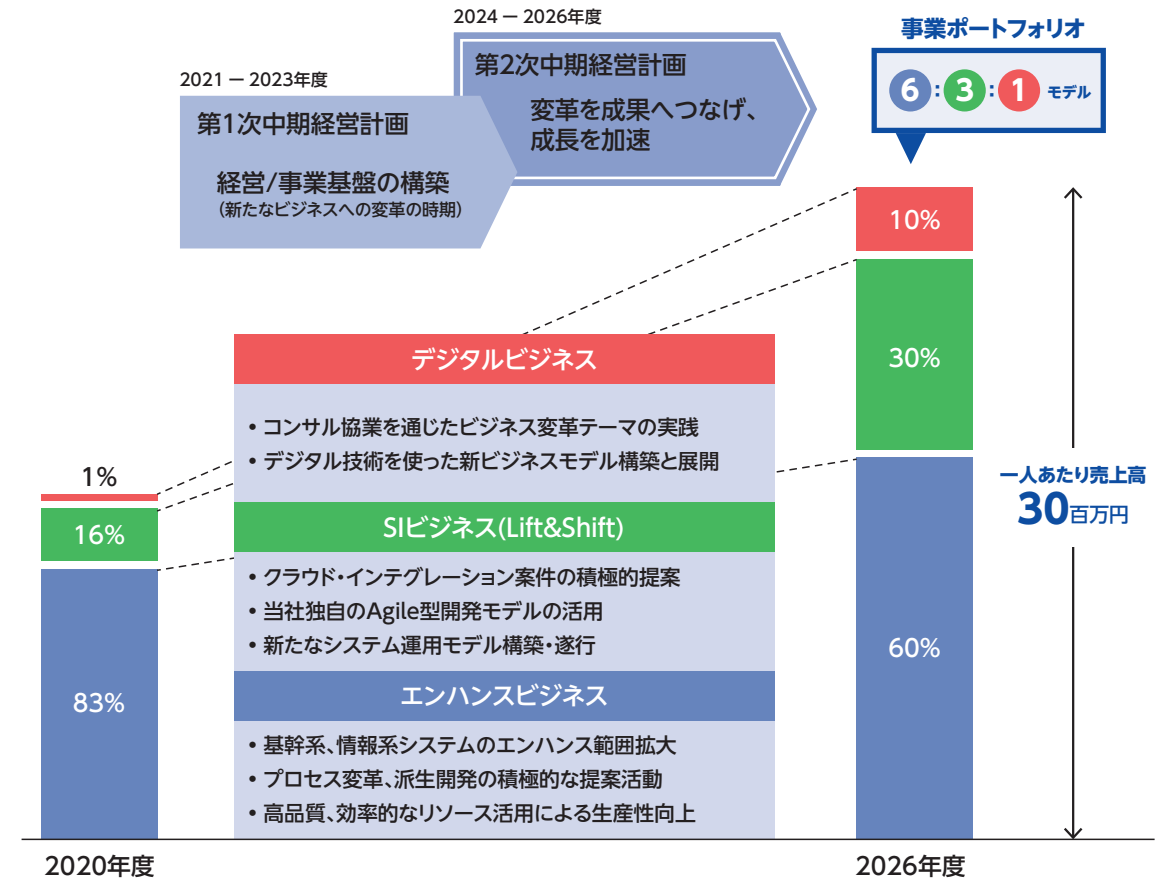 2024 － 2026年度
第2次中期経営計画
変革を成果へつなげ、
成長を加速
2021 － 2023年度
第1次中期経営計画
経営/事業基盤の構築
（新たなビジネスへの変革の時期）
事業ポートフォリオ
6:3:1 モデル
1%
16%
83%
2020年度
デジタルビジネス
• コンサル協業を通じたビジネス変革テーマの実践
• デジタル技術を使った新ビジネスモデル構築と展開
SIビジネス(Lift&Shift)
• クラウド・インテグレーション案件の積極的提案
• 当社独自のAgile型開発モデルの活用
• 新たなシステム運用モデル構築・遂行
エンハンスビジネス
• 基幹系、情報系システムのエンハンス範囲拡大
• プロセス変革、派生開発の積極的な提案活動
• 高品質、効率的なリソース活用による生産性向上
10%
30%
60%
2026年度
一人あたり売上高
30百万円